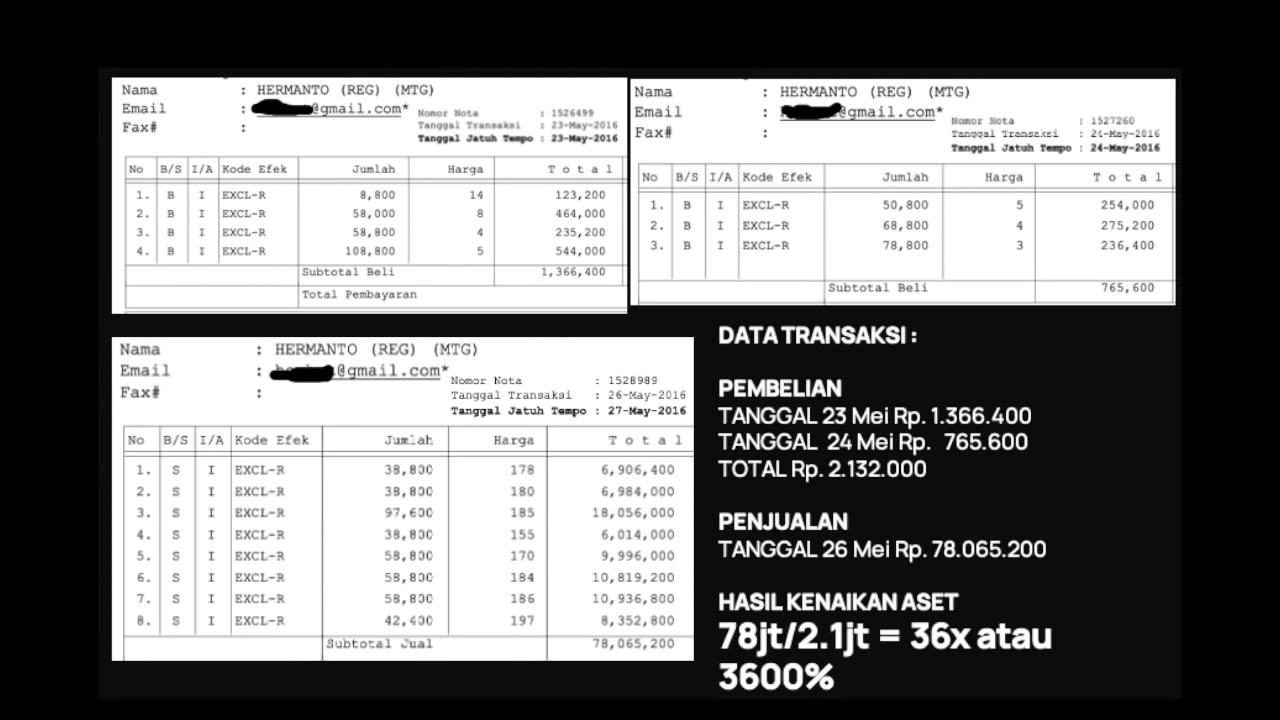 Nama : HERMANTO (REG) (MTG)
Email : @gmail.com*
Fax# :
Nomor Nota : 1526499
Tanggal Transaksi : 23-May-2016
Tanggal Jatuh Tempo : 23-May-2016
No B/S I/A Kode Efek Jumlah Harga T o t a l
1. B I EXCL-R 8,800 14 123,200
2. B I EXCL-R 58,000 8 464,000
3. B I EXCL-R 58,800 4 235,200
4. B I EXCL-R 108,800 5 544,000
Subtotal Beli 1,366,400
Total Pembayaran
Nama : HERMANTO (REG) (MTG)
Email : @gmail.com*
Fax# :
Nomor Nota : 1527260
Tanggal Transaksi : 24-May-2016
Tanggal Jatuh Tempo : 24-May-2016
No B/S I/A Kode Efek Jumlah Harga T o t a l
1. B I EXCL-R 50,800 5 254,000
2. B I EXCL-R 68,800 4 275,200
3. B I EXCL-R 78,800 3 236,400
Subtotal Beli 765,600
Nama : HERMANTO (REG) (MTG)
Email : @gmail.com*
Fax# :
Nomor Nota : 1528989
Tanggal Transaksi : 26-May-2016
Tanggal Jatuh Tempo : 27-May-2016
No B/S I/A Kode Efek Jumlah Harga T o t a l
1. S I EXCL-R 38,800 178 6,906,400
2. S I EXCL-R 38,800 180 6,984,000
3. S I EXCL-R 97,600 185 18,056,000
4. S I EXCL-R 38,800 155 6,014,000
5. S I EXCL-R 58,800 170 9,996,000
6. S I EXCL-R 58,800 184 10,819,200
7. S I EXCL-R 58,800 186 10,936,800
8. S I EXCL-R 42,400 197 8,352,800
Subtotal Jual 78,065,200
DATA TRANSAKSI :
PEMBELIAN
TANGGAL 23 Mei Rp. 1.366.400
TANGGAL 24 Mei Rp. 765.600
TOTAL Rp. 2.132.000
PENJUALAN
TANGGAL 26 Mei Rp. 78.065.200
HASIL KENAIKAN ASET
78jt/2.1jt = 36x atau
3600%